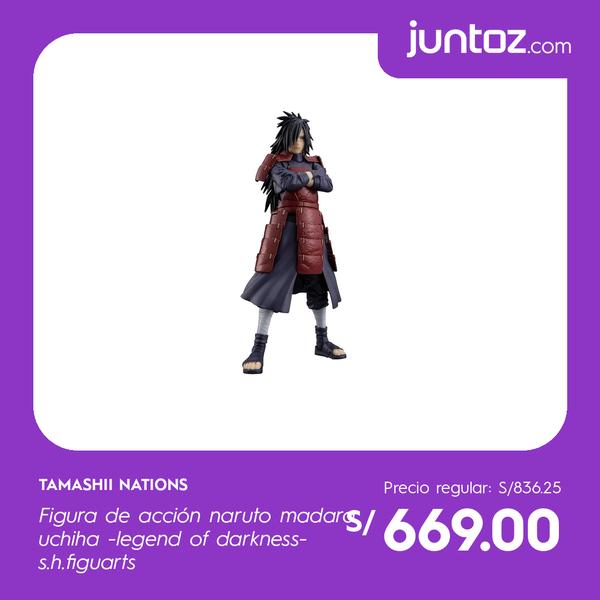 juntoz.com
TAMASHII NATIONS
Figura de acción naruto madara
uchiha -legend of darkness-
s.h.figuarts
Precio regular: S/836.25
S/ 669.00